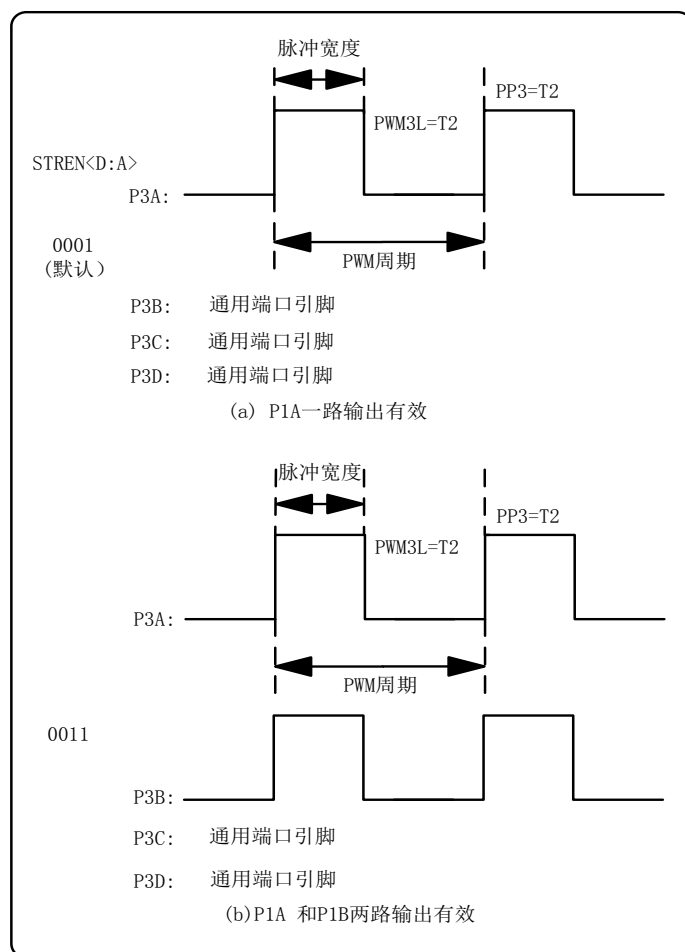 脉冲宽度
PP3=T2
PWM3L=T2
STREN<D:A>
P3A:
0001
(默认)
PWM周期
P3B: 通用端口引脚
P3C: 通用端口引脚
P3D: 通用端口引脚
(a) P1A一路输出有效
脉冲宽度
PP3=T2
PWM3L=T2
P3A:
PWM周期
0011
P3B:
P3C: 通用端口引脚
P3D: 通用端口引脚
(b)P1A 和P1B两路输出有效